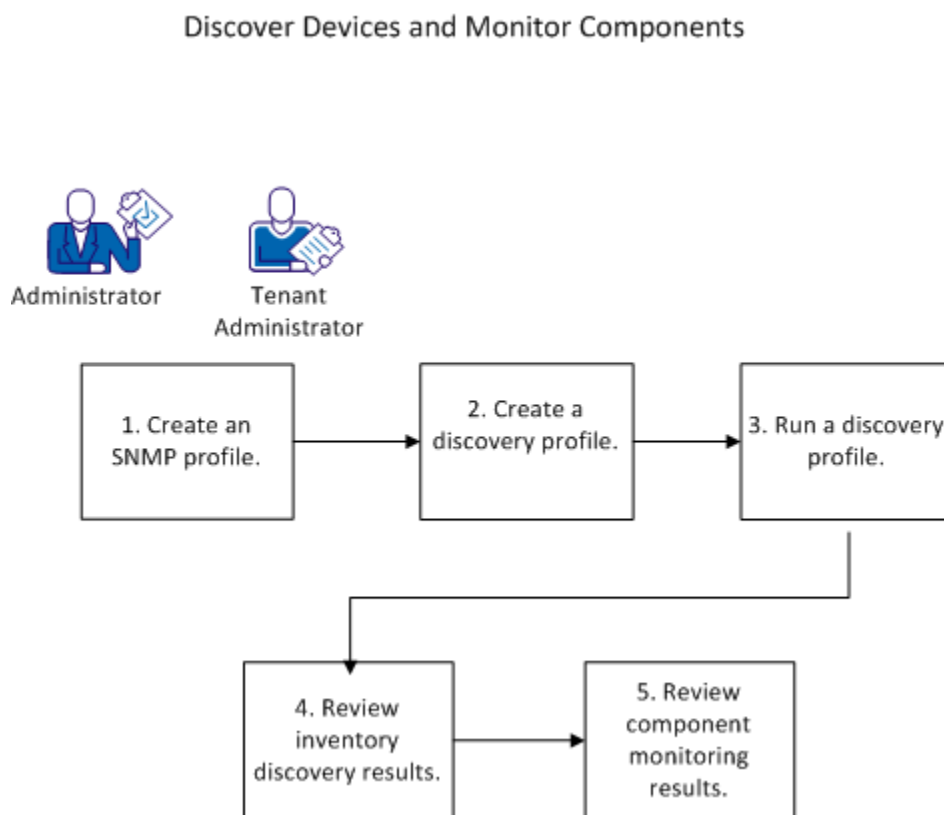 Discover Devices and Monitor Components
Administrator
Tenant
Administrator
1. Create an
SNMP profile.
2. Create a
discovery profile.
3. Run a discovery
profile.
4. Review
inventory
discovery results.
5. Review
component
monitoring
results.